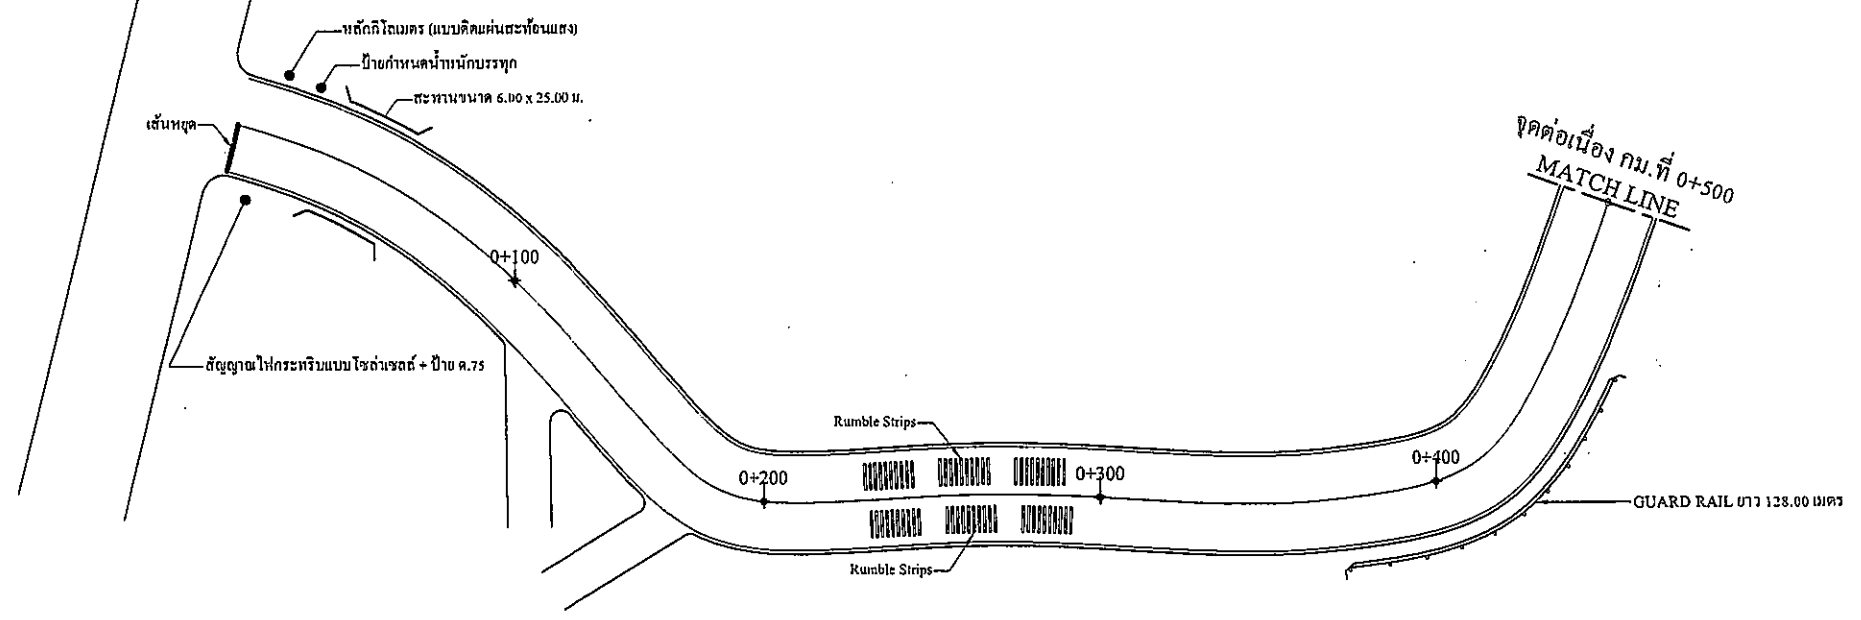 หลักกิโลเมตร (แบบติดแผ่นสะท้อนแสง)
ป้ายกำหนดน้ำหนักบรรทุก
สะพานขนาด 6.00 x 25.00 ม.
เส้นหยุด
จุดต่อเนื่อง กม.ที่ 0+500
MATCH LINE
0+100
สัญญาณไฟกระพริบแบบโซล่าเซลล์ + ป้าย ต.75
Rumble Strips
0+200
0+300
0+400
GUARD RAIL ยาว 128.00 เมตร
Rumble Strips